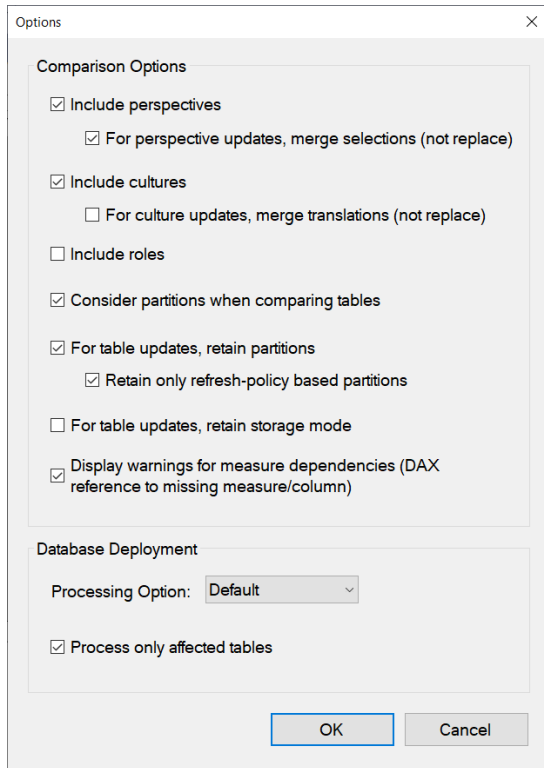 Options
Comparison Options
Include perspectives
For perspective updates, merge selections (not replace)
Include cultures
For culture updates, merge translations (not replace)
Include roles
Consider partitions when comparing tables
For table updates, retain partitions
Retain only refresh-policy based partitions
For table updates, retain storage mode
Display warnings for measure dependencies (DAX
reference to missing measure/column)
Database Deployment
Processing Option: Default
Process only affected tables
OK Cancel